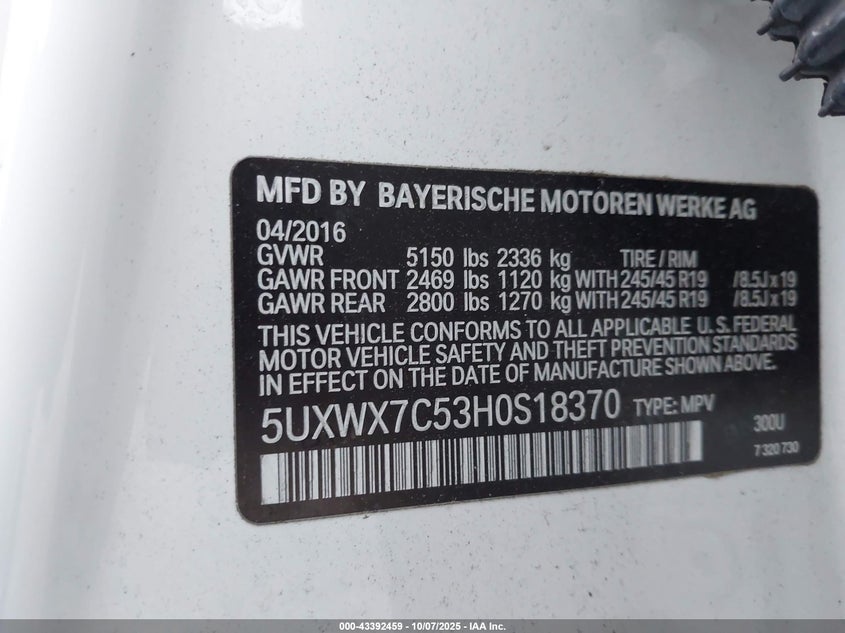 MFD BY BAYERISCHE MOTOREN WERKE AG
04/2016
GVWR 5150 lbs 2336 kg TIRE / RIM
GAWR FRONT 2469 lbs 1120 kg WITH 245/45 R19 /8.5J x 19
GAWR REAR 2800 lbs 1270 kg WITH 245/45 R19 /8.5J x 19
THIS VEHICLE CONFORMS TO ALL APPLICABLE U. S. FEDERAL
MOTOR VEHICLE SAFETY AND THEFT PREVENTION STANDARDS
IN EFFECT ON THE DATE OF MANUFACTURE SHOWN ABOVE.
5UXWX7C53H0S18370 TYPE: MPV
300U
7 320 730
000-43392459 - 10/07/2025 - IAA Inc.